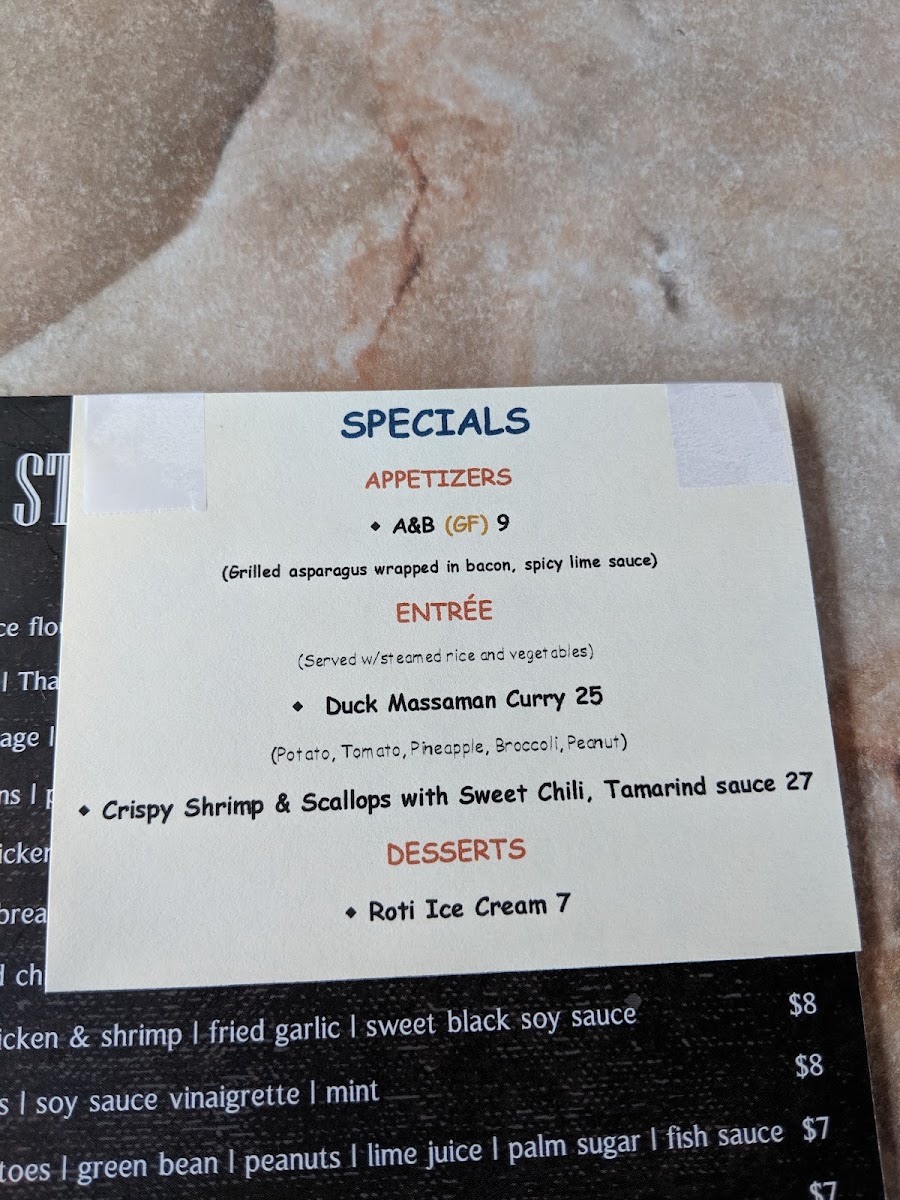 SPECIALS
APPETIZERS
◆ A&B (GF) 9
(Grilled asparagus wrapped in bacon, spicy lime sauce)
ENTRÉE
(Served w/steamed rice and vegetables)
◆ Duck Massaman Curry 25
(Potato, Tomato, Pineapple, Broccoli, Peanut)
◆ Crispy Shrimp & Scallops with Sweet Chili, Tamarind sauce 27
DESSERTS
◆ Roti Ice Cream 7
icken & shrimp | fried garlic | sweet black soy sauce $8
s | soy sauce vinaigrette | mint $8
toes | green bean | peanuts | lime juice | palm sugar | fish sauce $7
$7